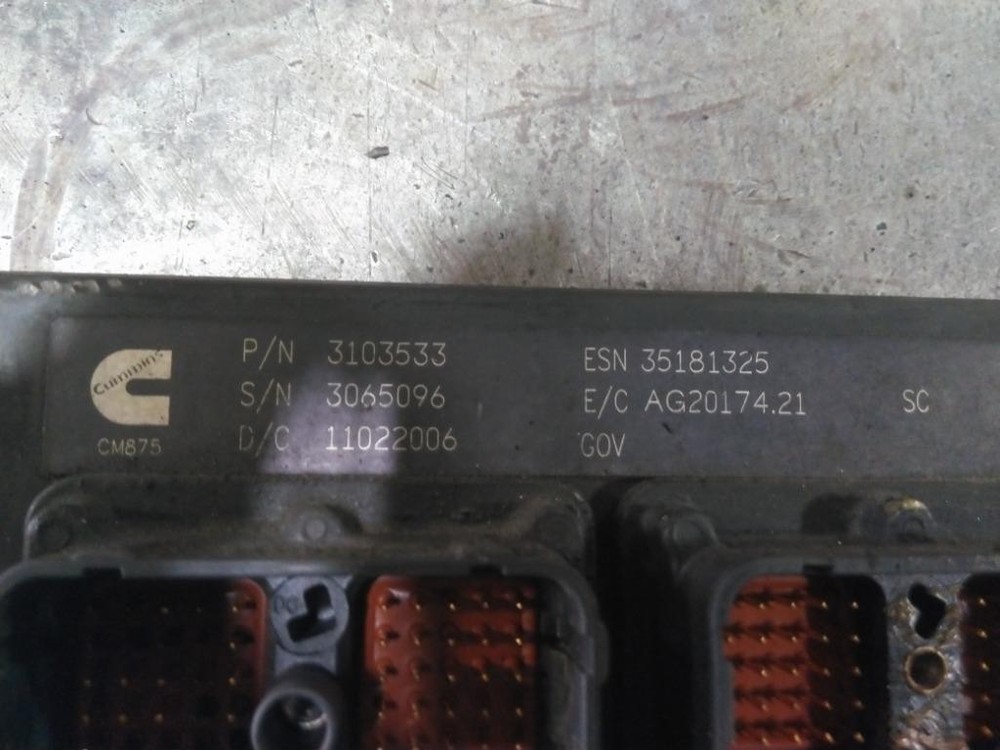 Cummins
CM875
P/N 3103533
S/N 3065096
D/C 11022006
ESN 35181325
E/C AG20174.21 SC
GOV